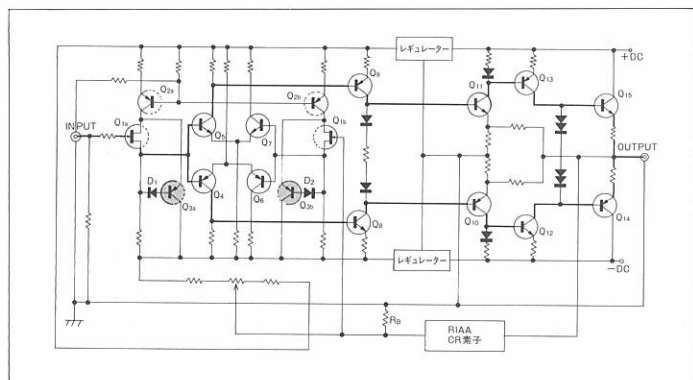 レギュレーター
+DC
Q2a
Q2b
Q9
Q11
Q13
Q15
INPUT
Q1a
Q5
Q7
Q1b
OUTPUT
D1
Q3a
Q4
Q6
D2
Q3b
Q8
Q10
Q12
Q14
レギュレーター
−DC
RB
RIAA
CR素子